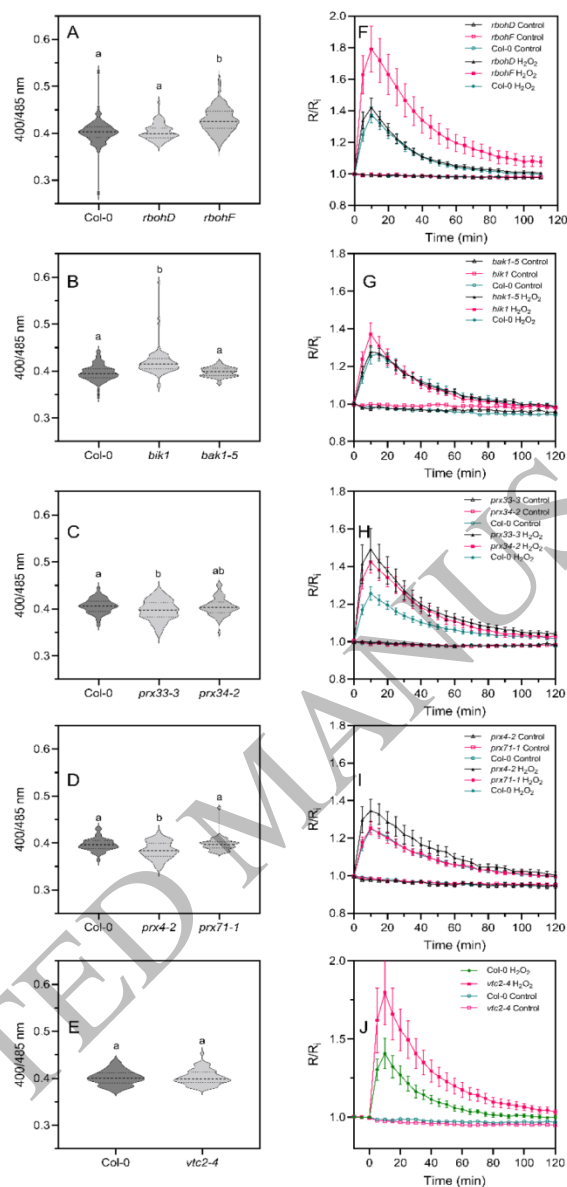 A
400/485 nm
0.6
0.5
0.4
0.3
a
a
b
Col-0
rbohD
rbohF
F
R/Ri
1.8
1.6
1.4
1.2
1.0
0.8
rbohD Control
rbohF Control
Col-0 Control
rbohD H2O2
rbohF H2O2
Col-0 H2O2
0 20 40 60 80 100 120
Time (min)
B
400/485 nm
0.6
0.5
0.4
0.3
a
b
a
Col-0
bik1
bak1-5
G
R/Ri
1.8
1.6
1.4
1.2
1.0
0.8
bak1-5 Control
bik1 Control
Col-0 Control
bak1-5 H2O2
bik1 H2O2
Col-0 H2O2
0 20 40 60 80 100 120
Time (min)
C
400/485 nm
0.6
0.5
0.4
0.3
a
b
ab
Col-0
prx33-3
prx34-2
H
R/Ri
1.8
1.6
1.4
1.2
1.0
0.8
prx33-3 Control
prx34-2 Control
Col-0 Control
prx33-3 H2O2
prx34-2 H2O2
Col-0 H2O2
0 20 40 60 80 100 120
Time (min)
D
400/485 nm
0.6
0.5
0.4
0.3
a
b
a
Col-0
prx4-2
prx71-1
I
R/Ri
1.8
1.6
1.4
1.2
1.0
0.8
prx4-2 Control
prx71-1 Control
Col-0 Control
prx4-2 H2O2
prx71-1 H2O2
Col-0 H2O2
0 20 40 60 80 100 120
Time (min)
E
400/485 nm
0.6
0.5
0.4
0.3
a
a
Col-0
vtc2-4
J
R/Ri
2.0
1.75
1.50
1.25
1.0
0.8
Col-0 H2O2
vtc2-4 H2O2
Col-0 Control
vtc2-4 Control
0 20 40 60 80 100 120
Time (min)
TED MANUS